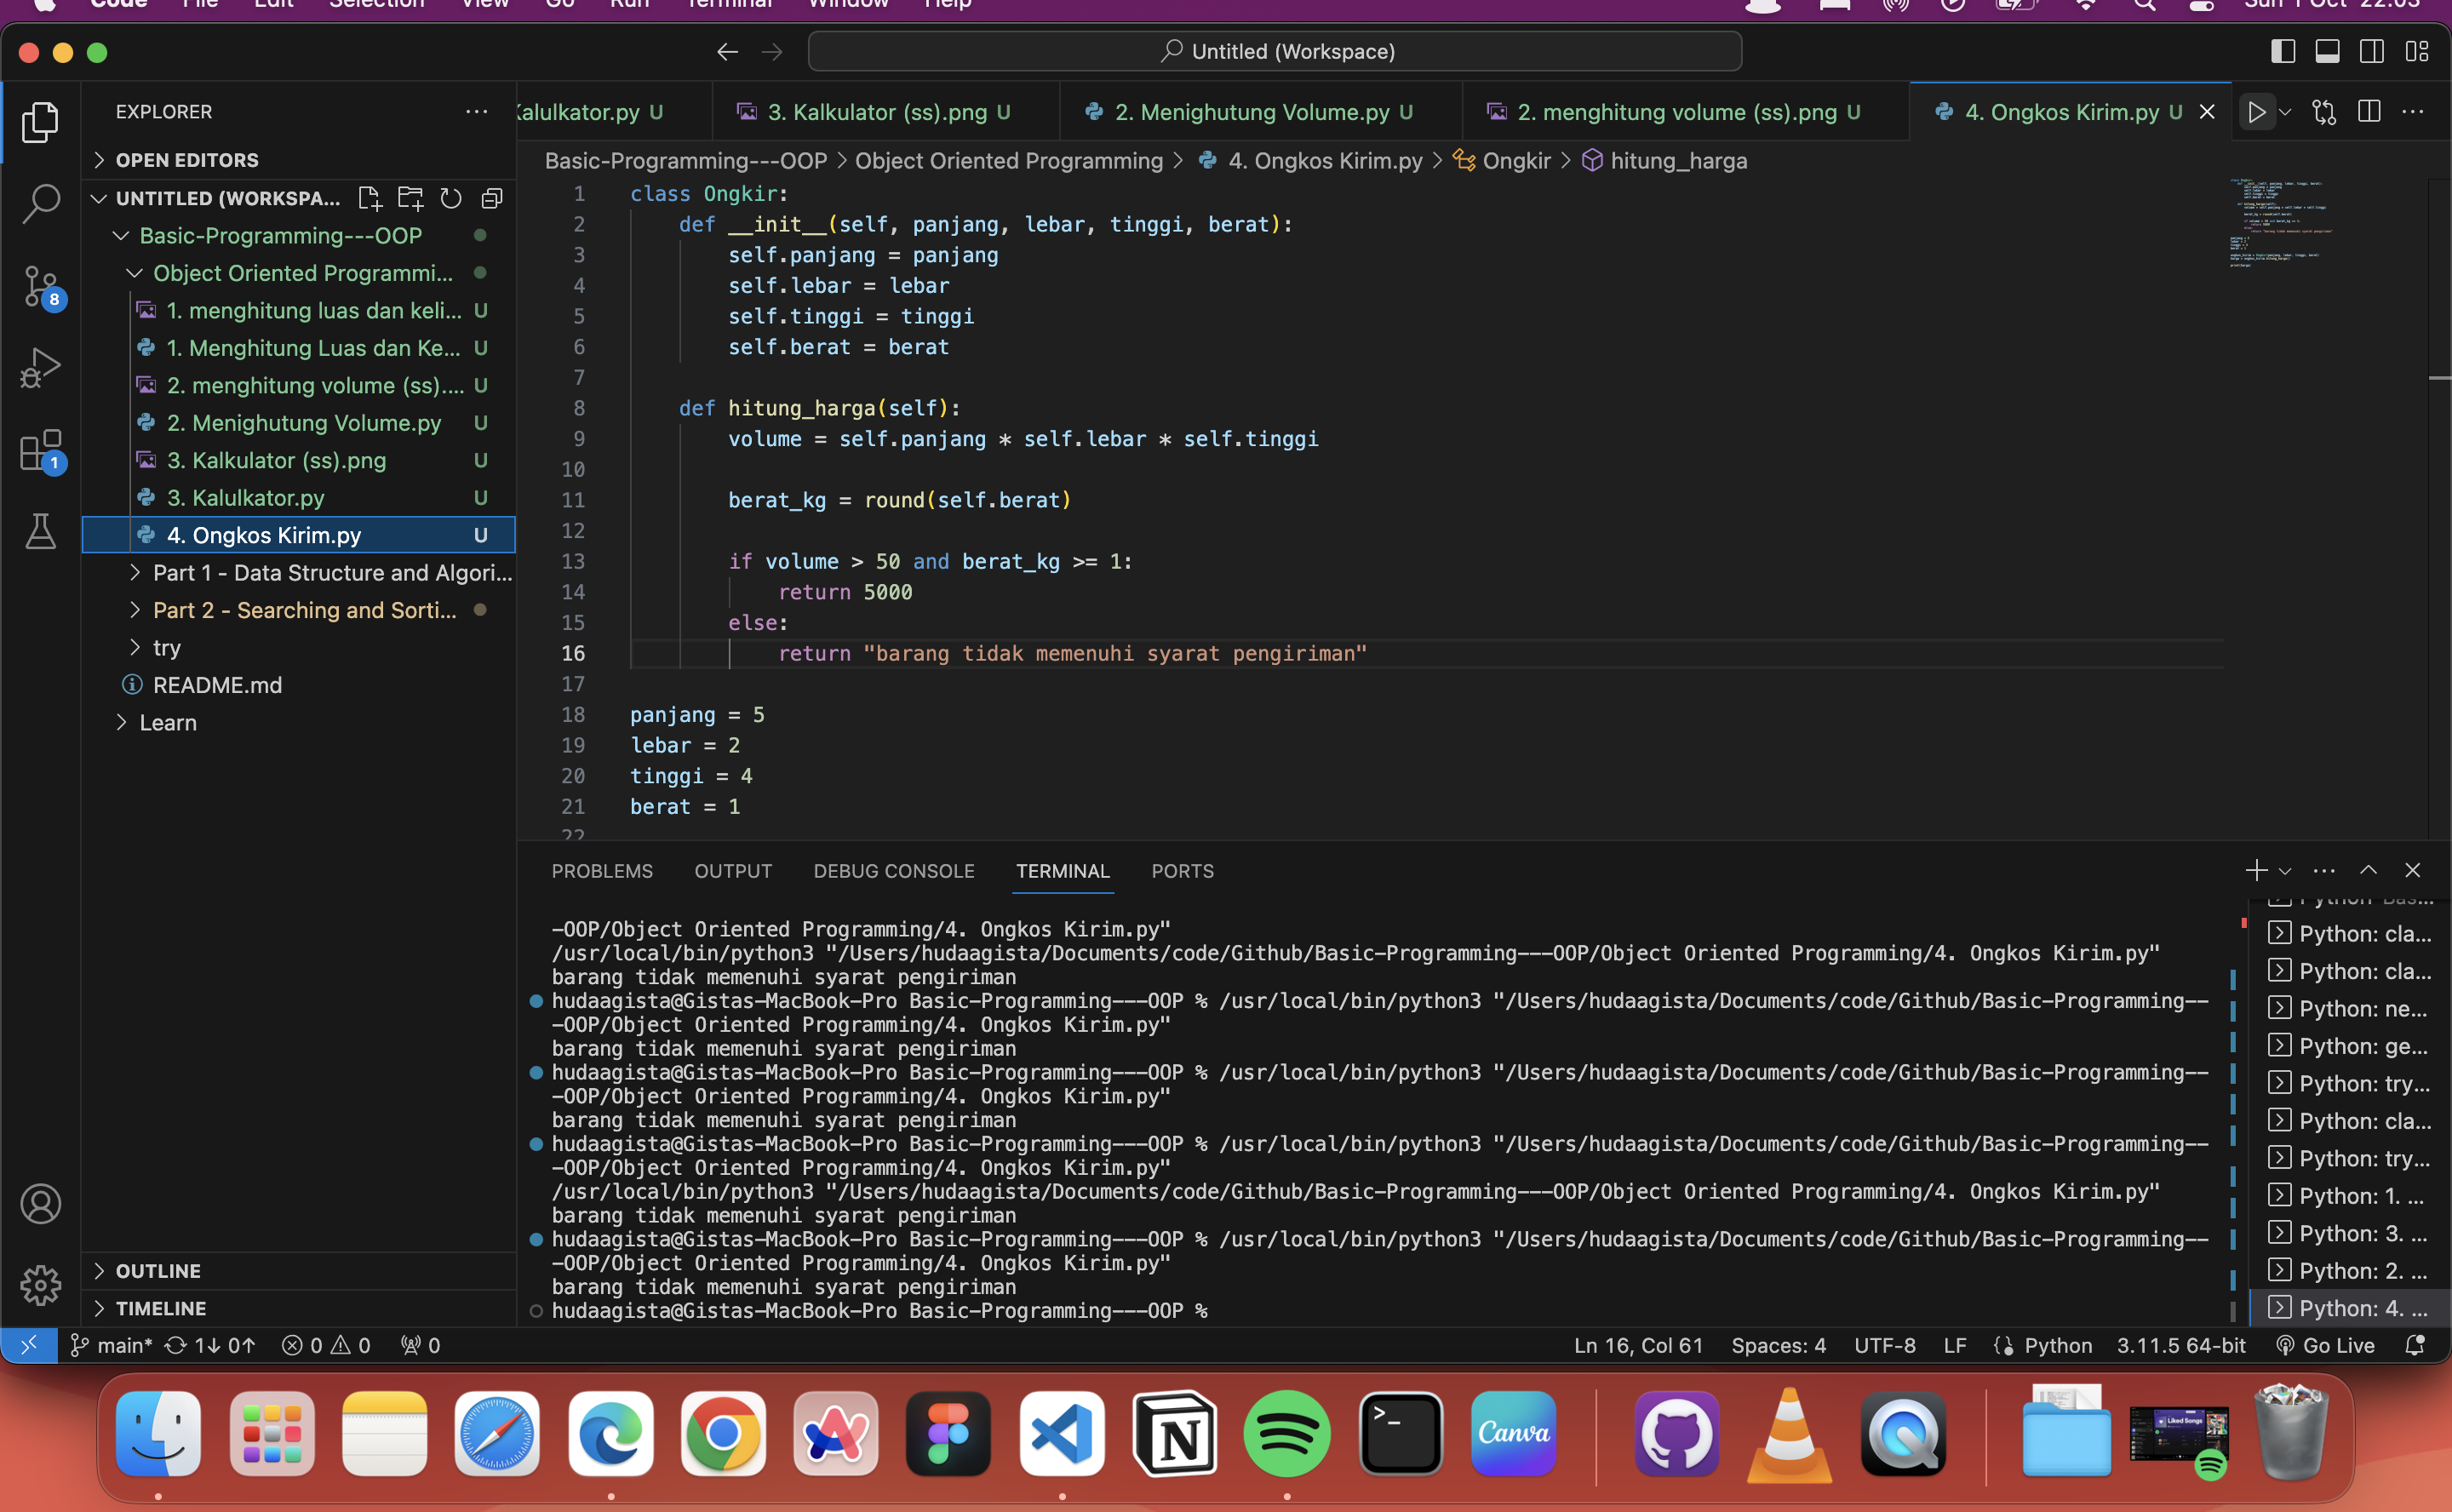 Code File Edit Selection View Go Run Terminal Window Help Sun 1 Oct 22.03
Untitled (Workspace)
EXPLORER
OPEN EDITORS
UNTITLED (WORKSPA...
Basic-Programming---OOP
Object Oriented Programmi...
1. menghitung luas dan keli... U
1. Menghitung Luas dan Ke... U
2. menghitung volume (ss).... U
2. Menighutung Volume.py U
3. Kalkulator (ss).png U
3. Kalulkator.py U
4. Ongkos Kirim.py U
Part 1 - Data Structure and Algori...
Part 2 - Searching and Sorti...
try
README.md
Learn
OUTLINE
TIMELINE
8
1
Kalulkator.py U
3. Kalkulator (ss).png U
2. Menighutung Volume.py U
2. menghitung volume (ss).png U
4. Ongkos Kirim.py U
Basic-Programming---OOP > Object Oriented Programming > 4. Ongkos Kirim.py > Ongkir > hitung_harga
1 class Ongkir:
2 def __init__(self, panjang, lebar, tinggi, berat):
3 self.panjang = panjang
4 self.lebar = lebar
5 self.tinggi = tinggi
6 self.berat = berat
7
8 def hitung_harga(self):
9 volume = self.panjang * self.lebar * self.tinggi
10
11 berat_kg = round(self.berat)
12
13 if volume > 50 and berat_kg >= 1:
14 return 5000
15 else:
16 return "barang tidak memenuhi syarat pengiriman"
17
18 panjang = 5
19 lebar = 2
20 tinggi = 4
21 berat = 1
22
PROBLEMS OUTPUT DEBUG CONSOLE TERMINAL PORTS
-OOP/Object Oriented Programming/4. Ongkos Kirim.py"
/usr/local/bin/python3 "/Users/hudaagista/Documents/code/Github/Basic-Programming---OOP/Object Oriented Programming/4. Ongkos Kirim.py"
barang tidak memenuhi syarat pengiriman
hudaagista@Gistas-MacBook-Pro Basic-Programming---OOP % /usr/local/bin/python3 "/Users/hudaagista/Documents/code/Github/Basic-Programming--
-OOP/Object Oriented Programming/4. Ongkos Kirim.py"
barang tidak memenuhi syarat pengiriman
hudaagista@Gistas-MacBook-Pro Basic-Programming---OOP % /usr/local/bin/python3 "/Users/hudaagista/Documents/code/Github/Basic-Programming--
-OOP/Object Oriented Programming/4. Ongkos Kirim.py"
barang tidak memenuhi syarat pengiriman
hudaagista@Gistas-MacBook-Pro Basic-Programming---OOP % /usr/local/bin/python3 "/Users/hudaagista/Documents/code/Github/Basic-Programming--
-OOP/Object Oriented Programming/4. Ongkos Kirim.py"
/usr/local/bin/python3 "/Users/hudaagista/Documents/code/Github/Basic-Programming---OOP/Object Oriented Programming/4. Ongkos Kirim.py"
barang tidak memenuhi syarat pengiriman
hudaagista@Gistas-MacBook-Pro Basic-Programming---OOP % /usr/local/bin/python3 "/Users/hudaagista/Documents/code/Github/Basic-Programming--
-OOP/Object Oriented Programming/4. Ongkos Kirim.py"
barang tidak memenuhi syarat pengiriman
hudaagista@Gistas-MacBook-Pro Basic-Programming---OOP %
Python Bas...
Python: cla...
Python: cla...
Python: ne...
Python: ge...
Python: try...
Python: cla...
Python: try...
Python: 1. ...
Python: 3. ...
Python: 2. ...
Python: 4. ...
main* 1↓ 0↑ 0 0 0
Ln 16, Col 61 Spaces: 4 UTF-8 LF Python 3.11.5 64-bit Go Live
Canva
Liked Songs